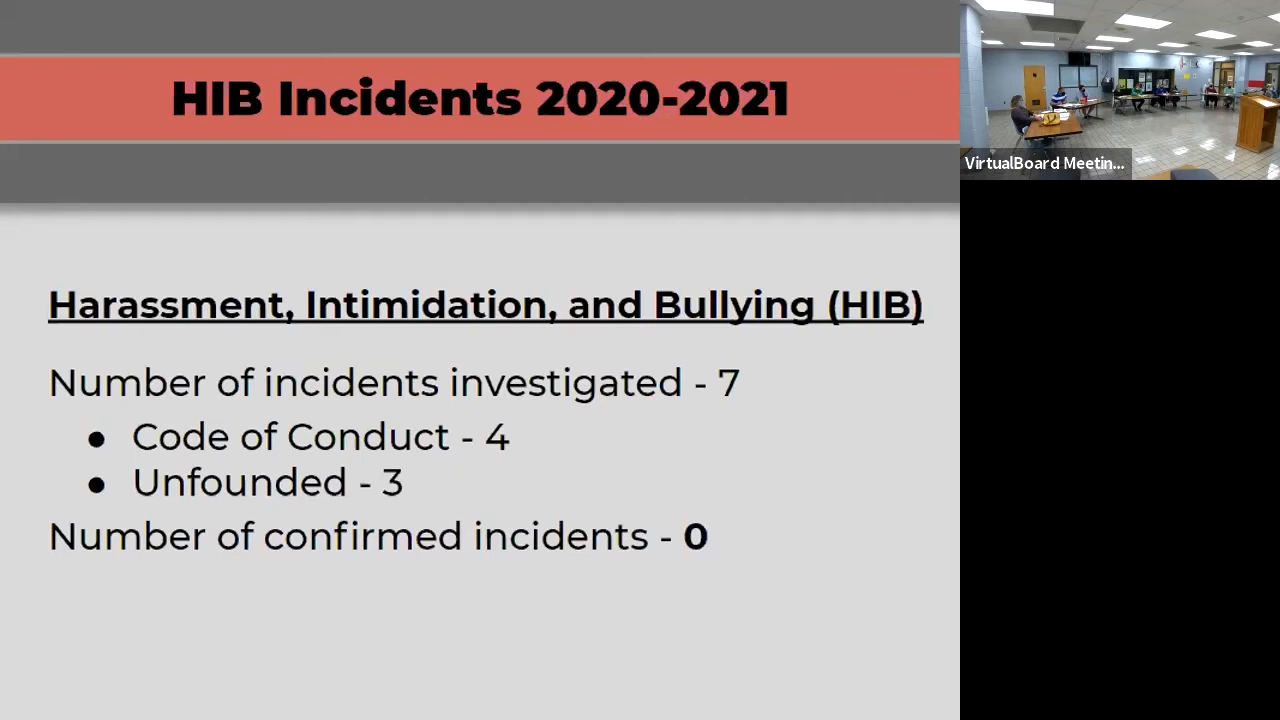 HIB Incidents 2020-2021
VirtualBoard Meetin...
Harassment, Intimidation, and Bullying (HIB)
Number of incidents investigated - 7
● Code of Conduct - 4
● Unfounded - 3
Number of confirmed incidents - 0